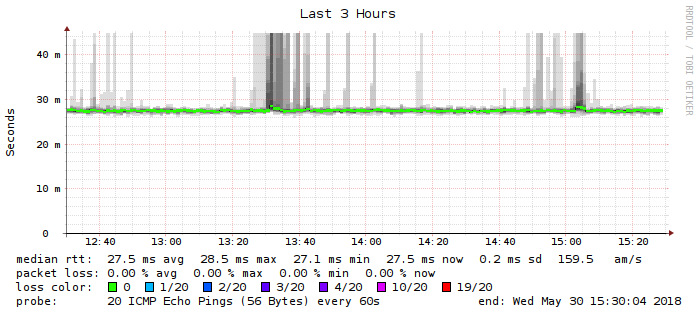 Last 3 Hours
RRDTOOL / TOBI OETIKER
Seconds
40 m
30 m
20 m
10 m
0
12:40 13:00 13:20 13:40 14:00 14:20 14:40 15:00 15:20
median rtt: 27.5 ms avg 28.5 ms max 27.1 ms min 27.5 ms now 0.2 ms sd 159.5 am/s
packet loss: 0.00 % avg 0.00 % max 0.00 % min 0.00 % now
loss color: 0 1/20 2/20 3/20 4/20 10/20 19/20
probe: 20 ICMP Echo Pings (56 Bytes) every 60s end: Wed May 30 15:30:04 2018